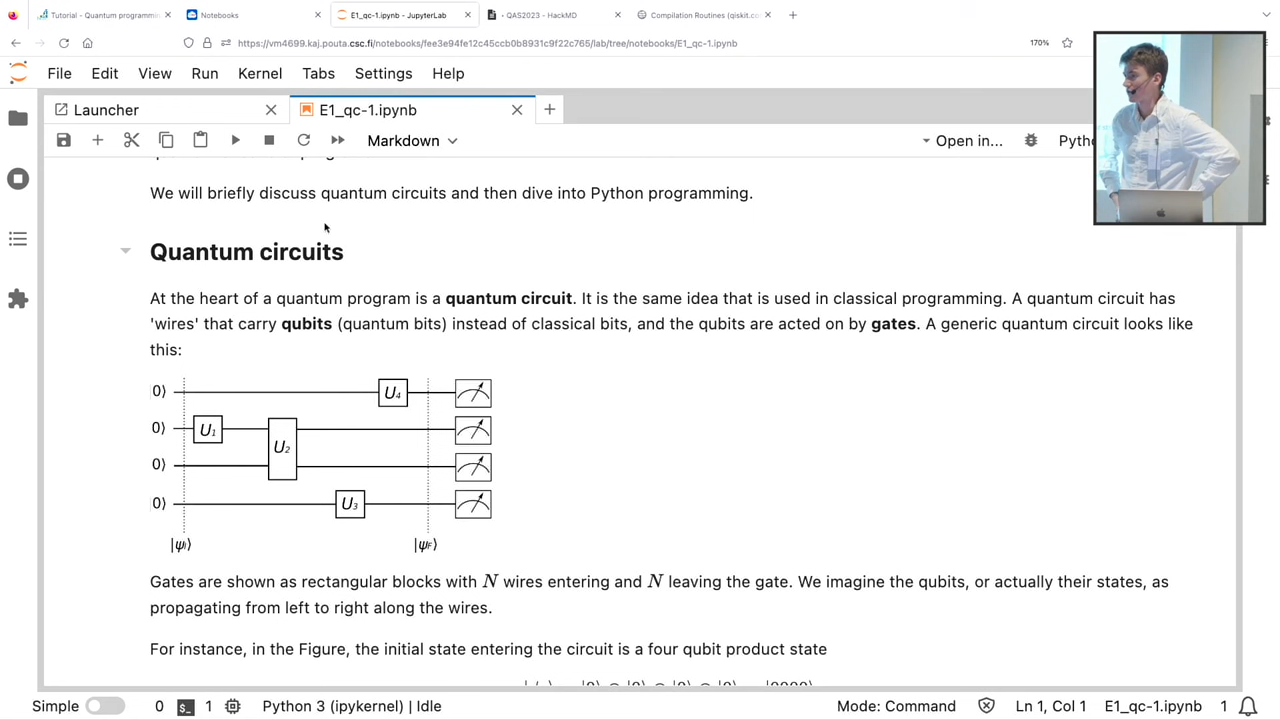 Tutorial - Quantum programmin
Notebooks
E1_qc-1.ipynb - JupyterLab
- QAS2023 - HackMD
Compilation Routines (qiskit.co
https://vm4699.kaj.pouta.csc.fi/notebooks/fee3e94fe12c45ccb0b8931c9f22c765/lab/tree/notebooks/E1_qc-1.ipynb
170%
File Edit View Run Kernel Tabs Settings Help
Launcher
E1_qc-1.ipynb
Markdown
Open in...
Pytho
We will briefly discuss quantum circuits and then dive into Python programming.
Quantum circuits
At the heart of a quantum program is a quantum circuit. It is the same idea that is used in classical programming. A quantum circuit has
'wires' that carry qubits (quantum bits) instead of classical bits, and the qubits are acted on by gates. A generic quantum circuit looks like
this:
0⟩ U₄
0⟩ U₁
U₂
0⟩
0⟩ U₃
|ψI⟩ |ψF⟩
Gates are shown as rectangular blocks with N wires entering and N leaving the gate. We imagine the qubits, or actually their states, as
propagating from left to right along the wires.
For instance, in the Figure, the initial state entering the circuit is a four qubit product state
Simple 0 1 Python 3 (ipykernel) | Idle Mode: Command Ln 1, Col 1 E1_qc-1.ipynb 1